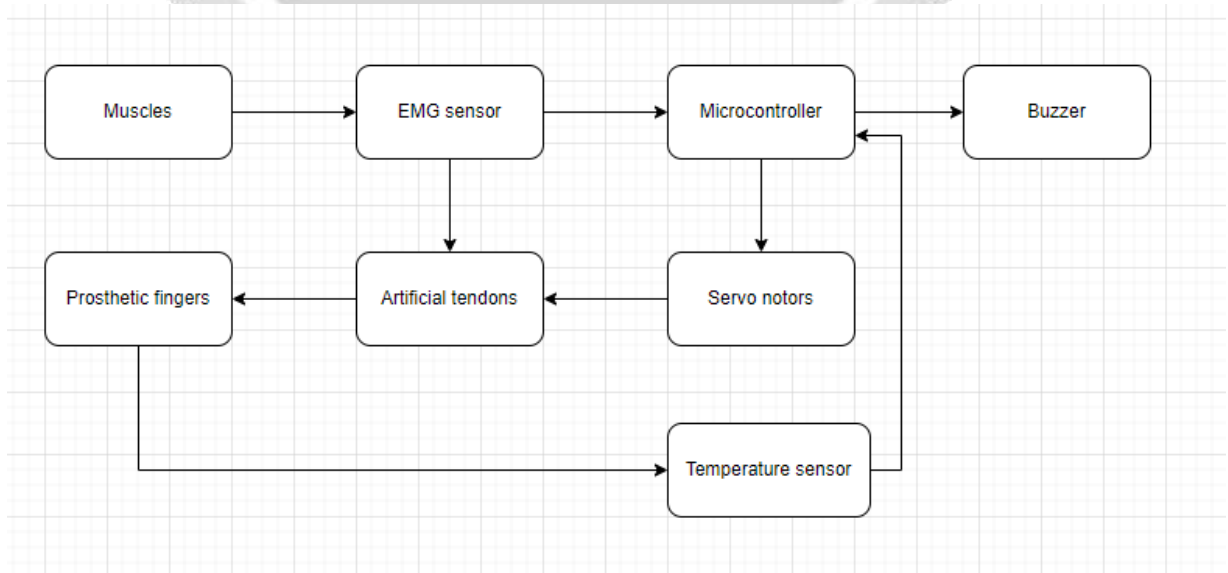 Muscles
EMG sensor
Microcontroller
Buzzer
Prosthetic fingers
Artificial tendons
Servo notors
Temperature sensor